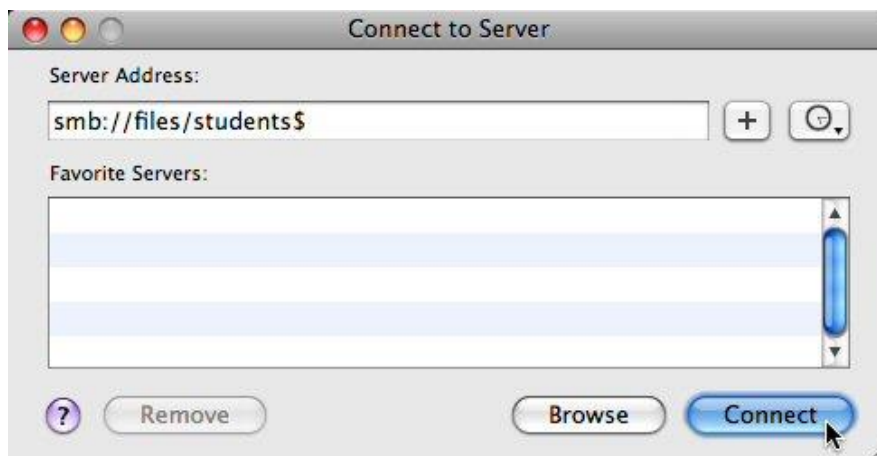 Connect to Server
Server Address:
smb://files/students$
+
Favorite Servers:
?
Remove
Browse
Connect